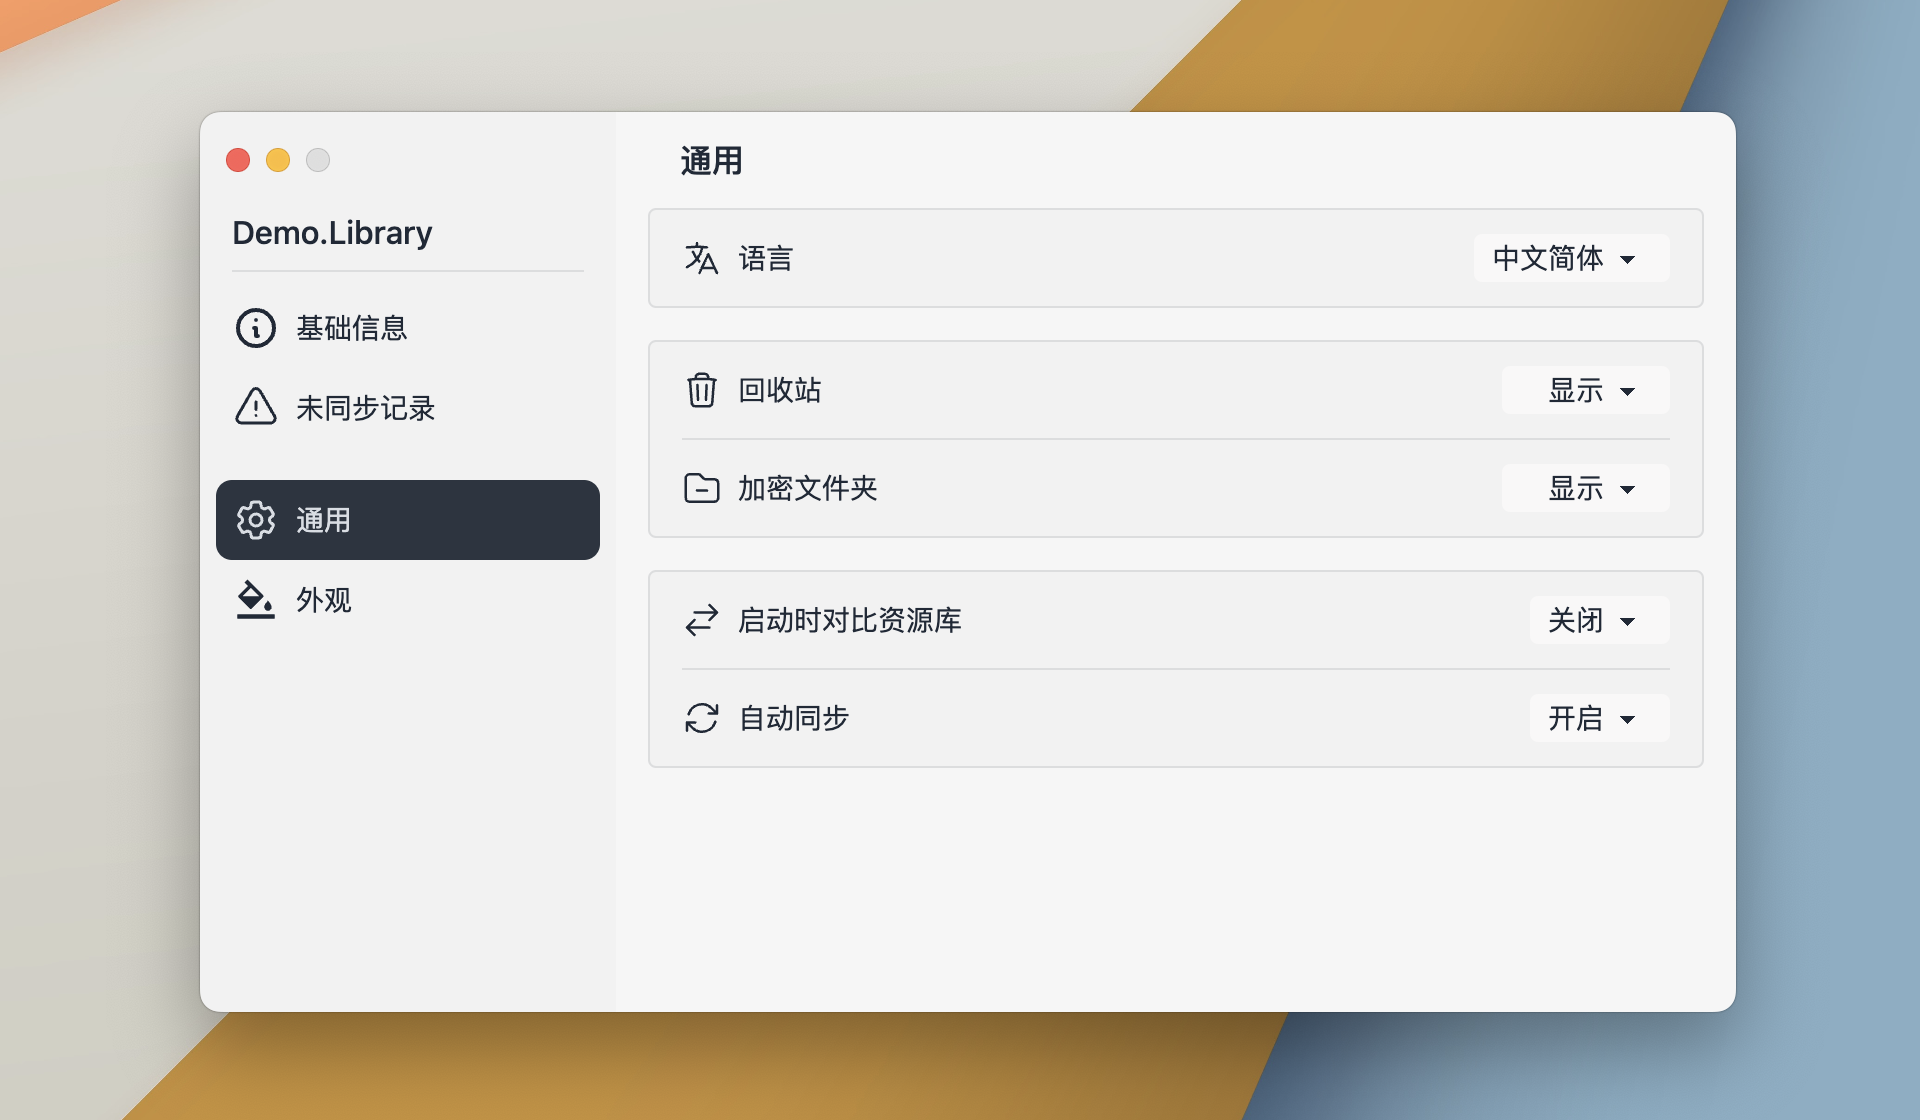 Demo.Library
基础信息
未同步记录
通用
外观
通用
语言 中文简体
回收站 显示
加密文件夹 显示
启动时对比资源库 关闭
自动同步 开启